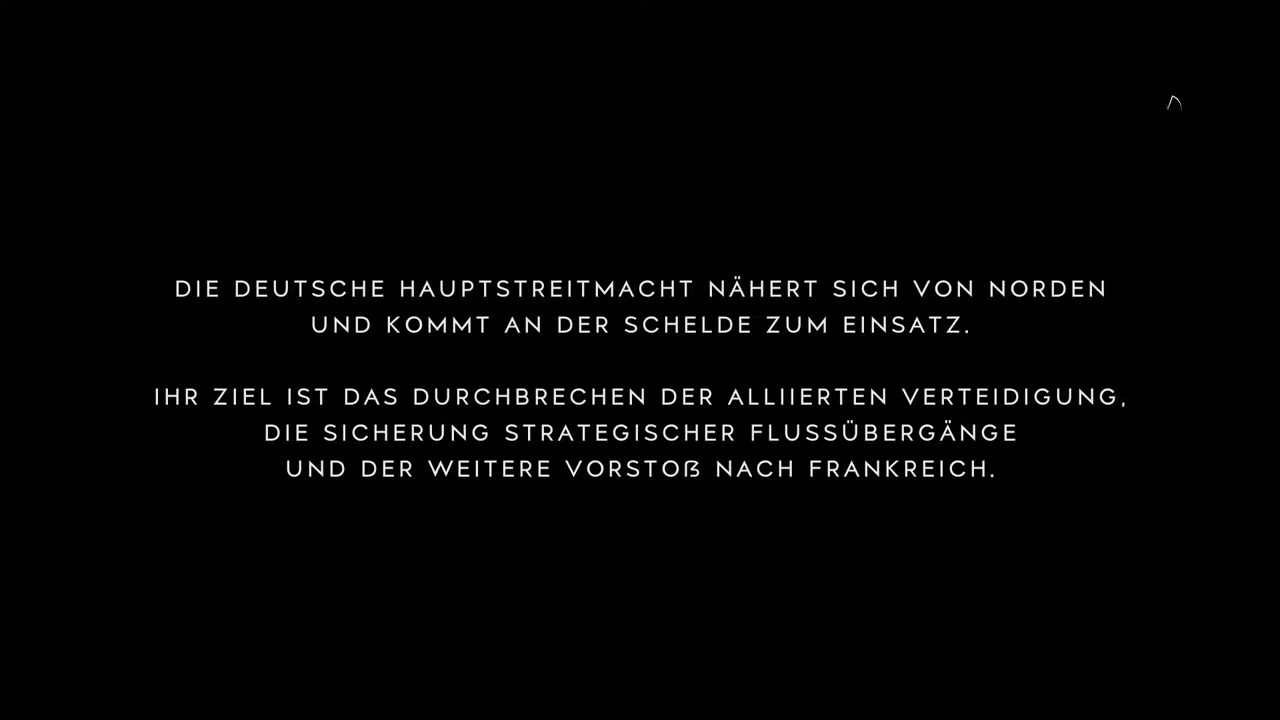 DIE DEUTSCHE HAUPTSTREITMACHT NÄHERT SICH VON NORDEN
UND KOMMT AN DER SCHELDE ZUM EINSATZ.
IHR ZIEL IST DAS DURCHBRECHEN DER ALLIIERTEN VERTEIDIGUNG,
DIE SICHERUNG STRATEGISCHER FLUSSÜBERGÄNGE
UND DER WEITERE VORSTOß NACH FRANKREICH.